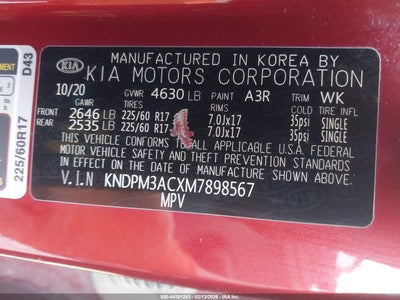 MANUFACTURED IN KOREA BY
KIA KIA MOTORS CORPORATION
10/20 GVWR 4630 LB PAINT A3R TRIM WK
GAWR TIRES RIMS COLD TIRE INFL.
FRONT 2646 LB 225/60 R17 7.0Jx17 35psi SINGLE
REAR 2535 LB 225/60 R17 7.0Jx17 35psi SINGLE
THIS VEHICLE CONFORMS TO ALL APPLICABLE U.S. FEDERAL
MOTOR VEHICLE SAFETY, BUMPER, AND THEFT PREVENTION STANDARDS
IN EFFECT ON THE DATE OF MANUFACTURE SHOWN ABOVE.
V.I.N KNDPM3ACXM7898567
MPV
D43
225/60R17